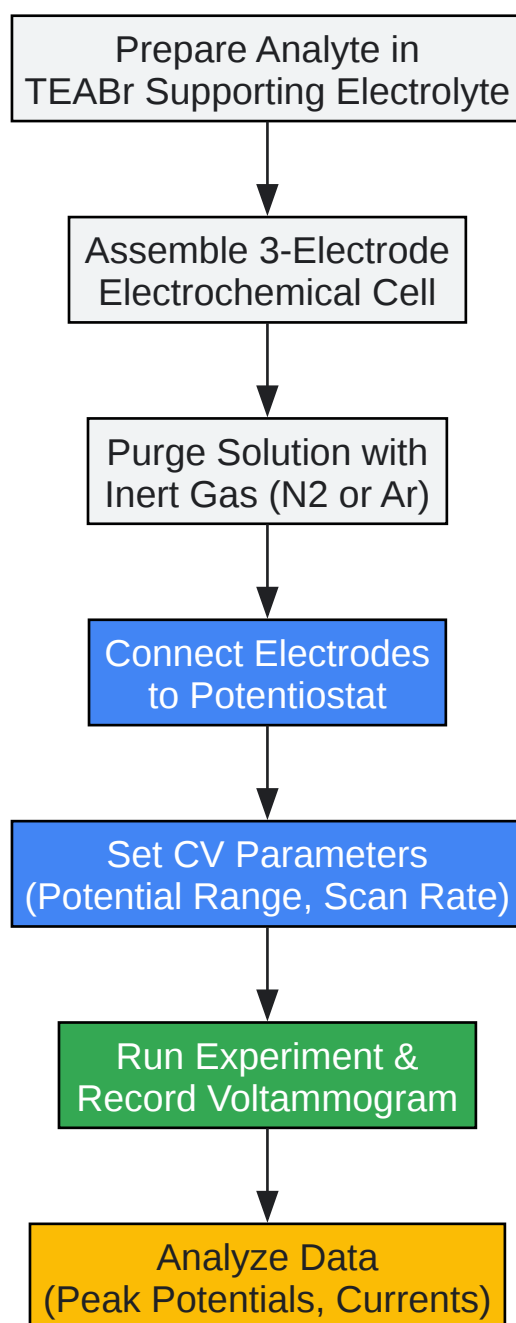 Prepare Analyte in
TEABr Supporting Electrolyte
Assemble 3-Electrode
Electrochemical Cell
Purge Solution with
Inert Gas (N2 or Ar)
Connect Electrodes
to Potentiostat
Set CV Parameters
(Potential Range, Scan Rate)
Run Experiment &
Record Voltammogram
Analyze Data
(Peak Potentials, Currents)